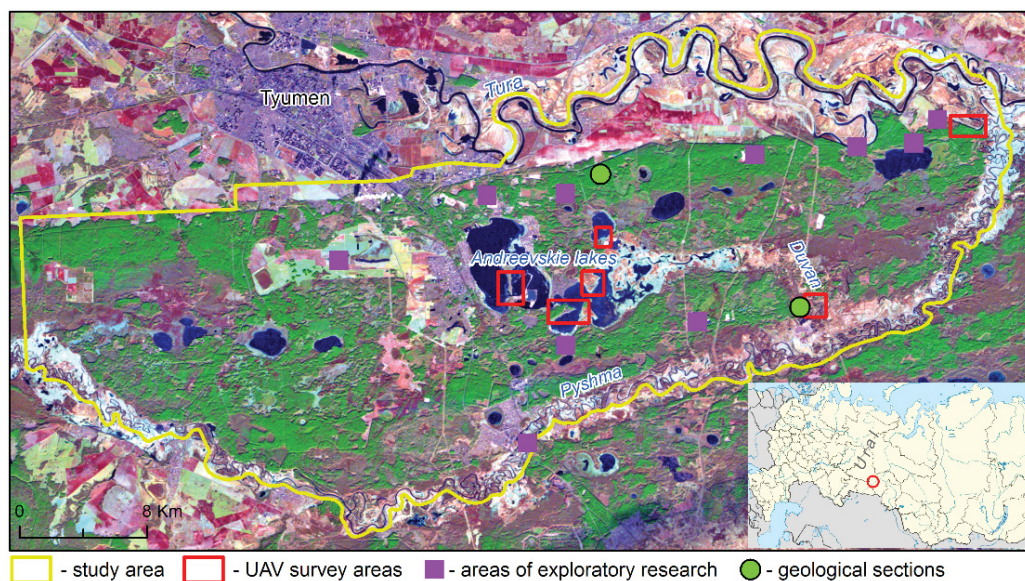 Tyumen
Tura
Andreevskie lakes
Duvan
Pyshma
Ural
0 8 Km
- study area - UAV survey areas - areas of exploratory research - geological sections